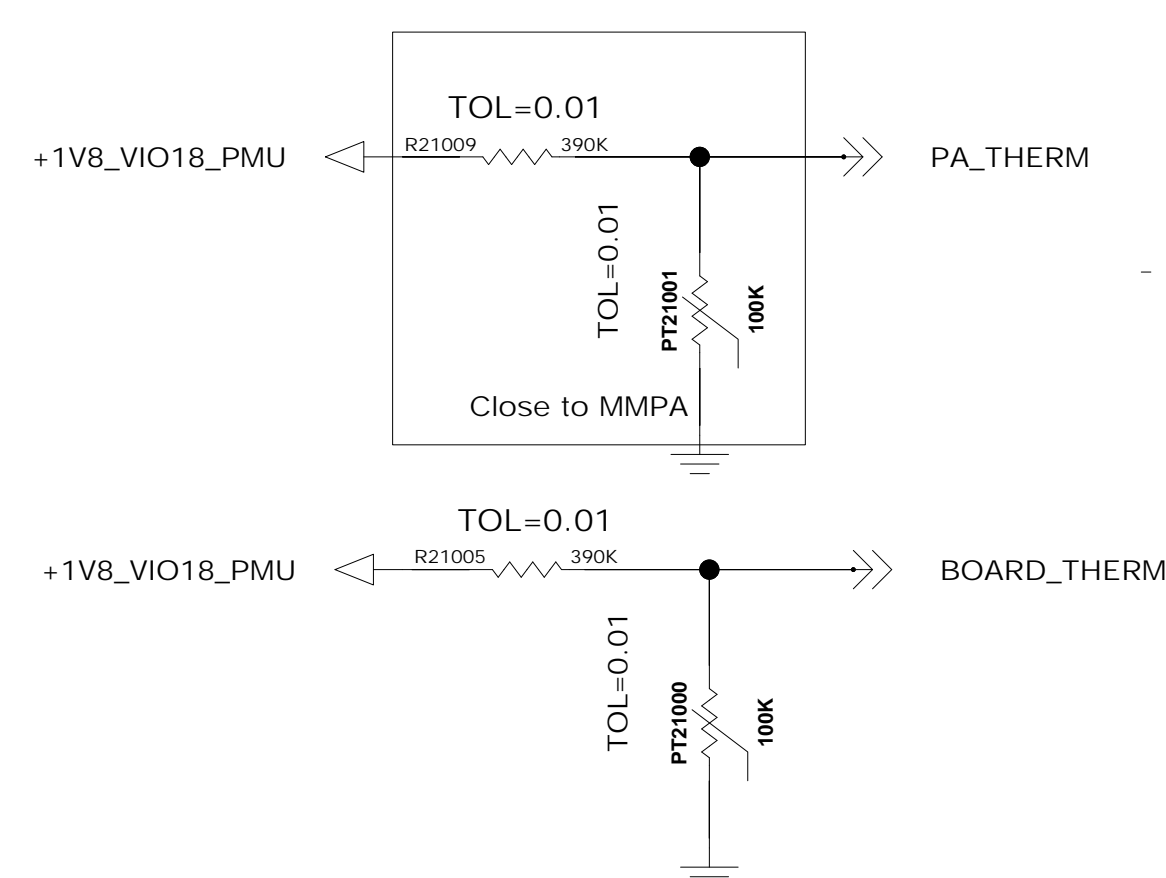 TOL=0.01
+1V8_VIO18_PMU
R21009
390K
PA_THERM
TOL=0.01
PT21001
100K
Close to MMPA
TOL=0.01
+1V8_VIO18_PMU
R21005
390K
BOARD_THERM
TOL=0.01
PT21000
100K